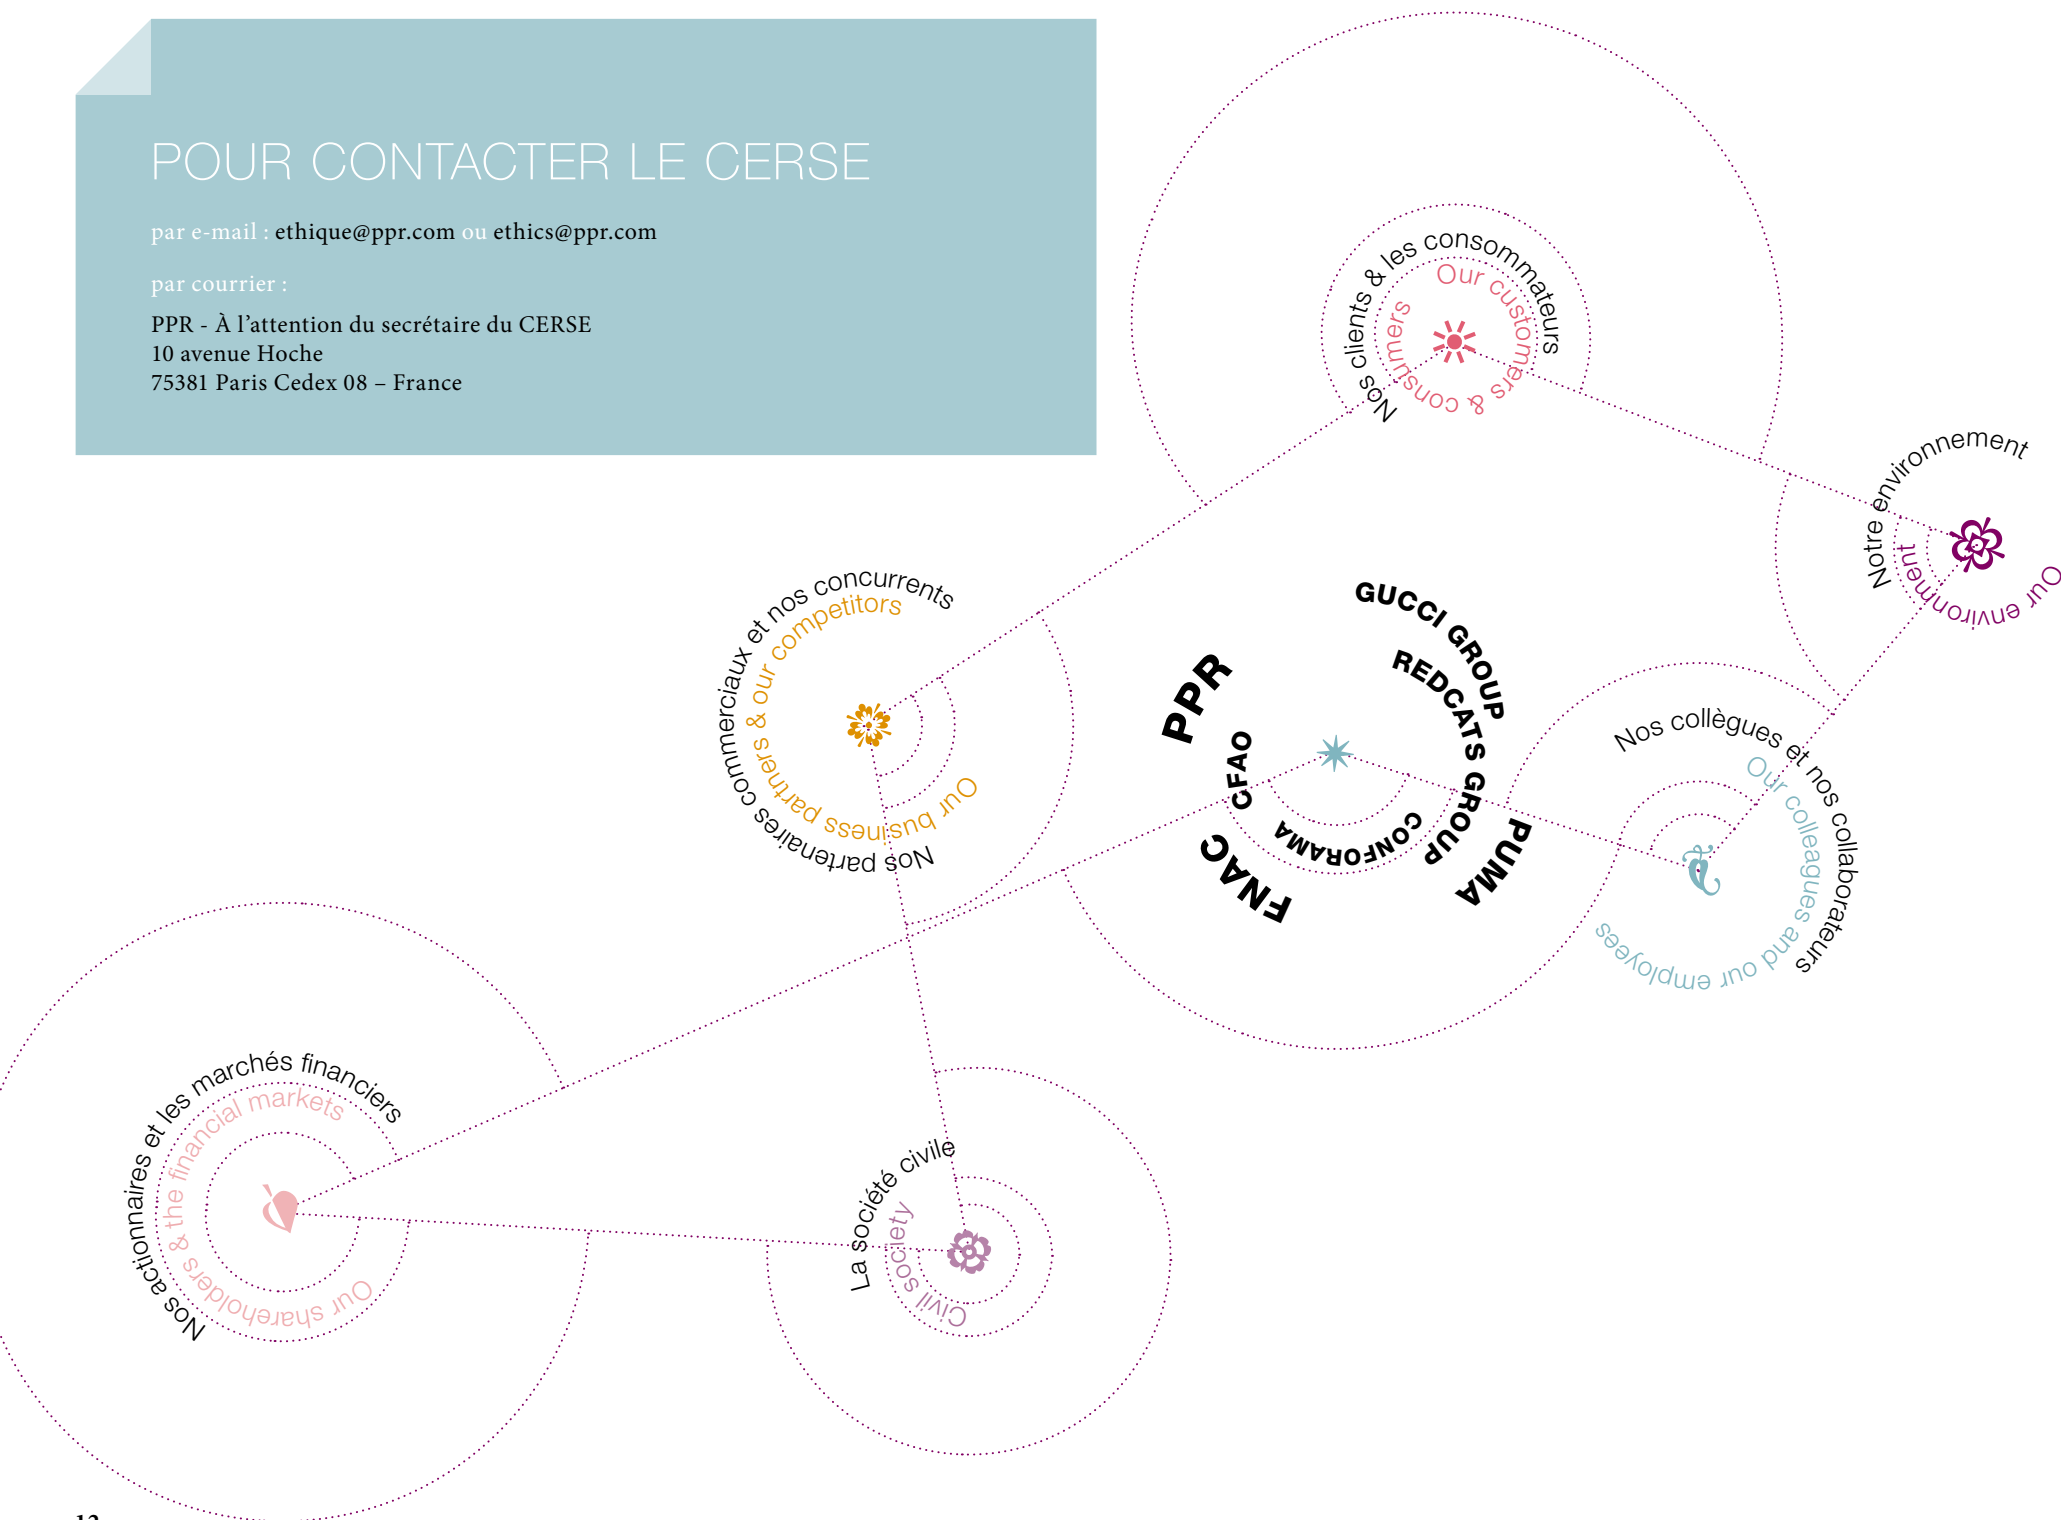 POUR CONTACTER LE CERSE
par e-mail : ethique@ppr.com ou ethics@ppr.com
par courrier :
PPR - À l'attention du secrétaire du CERSE
10 avenue Hoche
75381 Paris Cedex 08 – France
Nos clients & les consommateurs
Our customers & consumers
Notre environnement
Our environment
Nos partenaires commerciaux et nos concurrents
Our business partners & our competitors
PPR
GUCCI GROUP
REDCATS GROUP
CFAO
CONFORAMA
PUMA
FNAC
Nos collègues et nos collaborateurs
Our colleagues and our employees
Nos actionnaires et les marchés financiers
Our shareholders & the financial markets
La société civile
Civil society